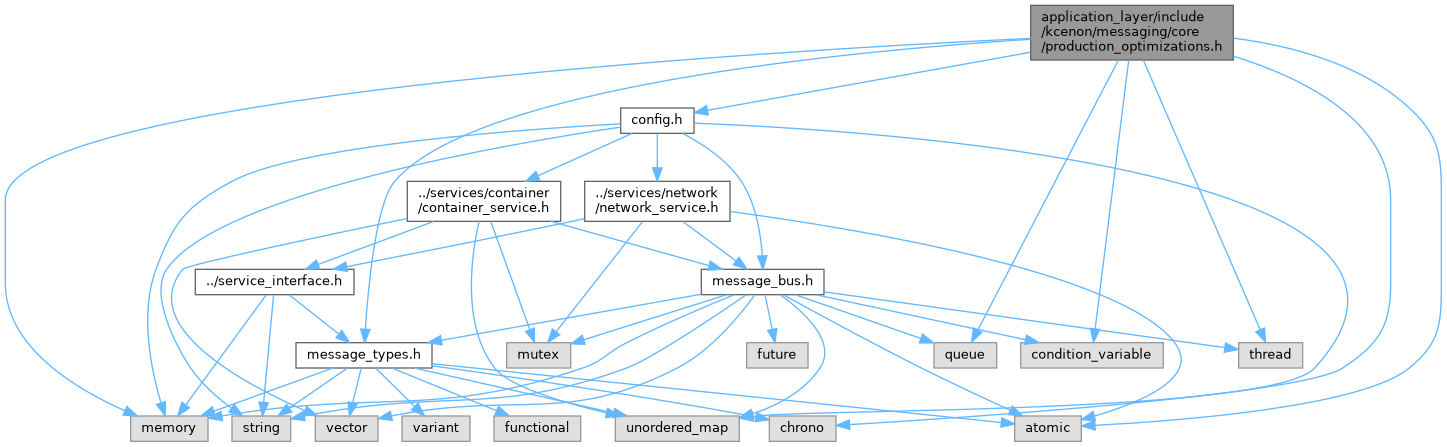 application_layer/include
/kcenon/messaging/core
/production_optimizations.h
config.h
../services/container
/container_service.h
../services/network
/network_service.h
../service_interface.h
message_bus.h
message_types.h
mutex
future
queue
condition_variable
thread
memory
string
vector
variant
functional
unordered_map
chrono
atomic